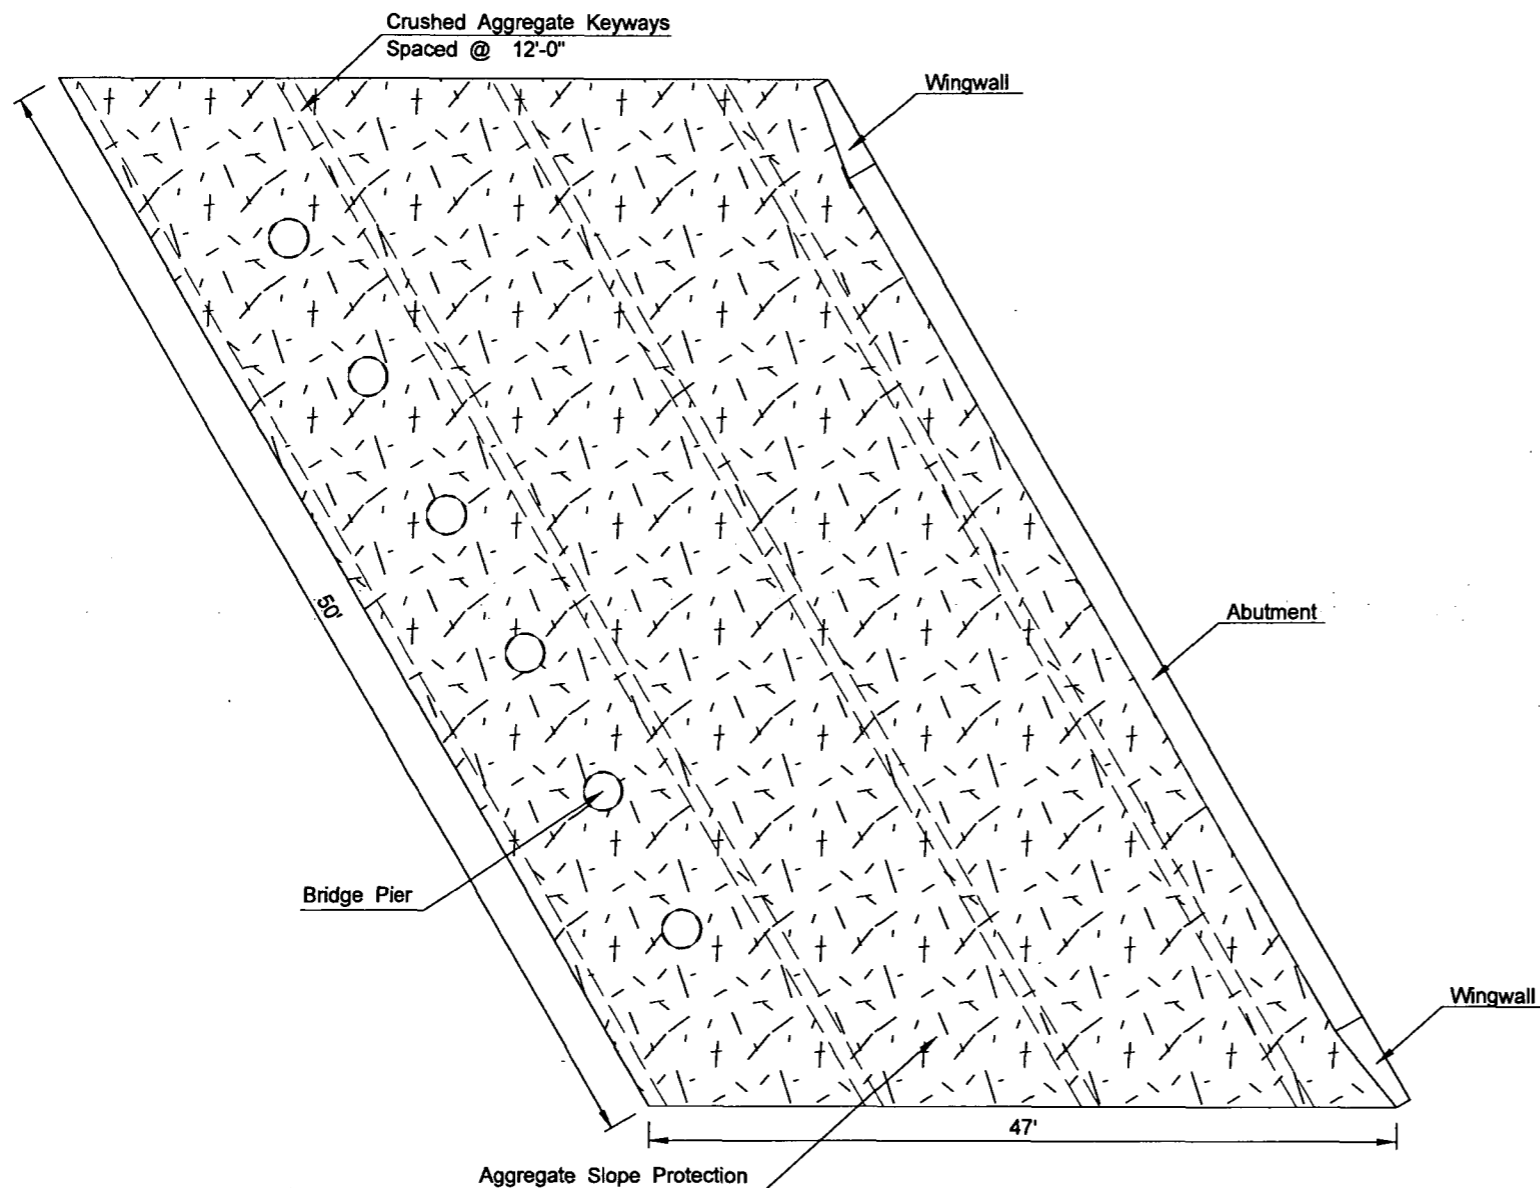 Crushed Aggregate Keyways
Spaced @ 12'-0"
Wingwall
50'
Abutment
Bridge Pier
Wingwall
47'
Aggregate Slope Protection